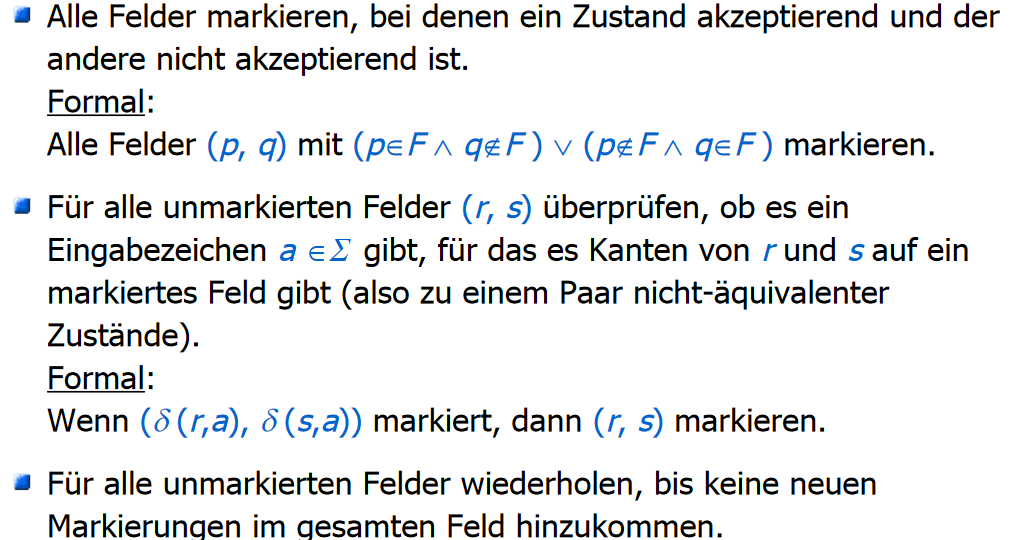 Alle Felder markieren, bei denen ein Zustand akzeptierend und der
andere nicht akzeptierend ist.
Formal:
Alle Felder (p, q) mit (p∈F ∧ q∉F ) ∨ (p∉F ∧ q∈F ) markieren.
Für alle unmarkierten Felder (r, s) überprüfen, ob es ein
Eingabezeichen a ∈Σ gibt, für das es Kanten von r und s auf ein
markiertes Feld gibt (also zu einem Paar nicht-äquivalenter
Zustände).
Formal:
Wenn (δ (r,a), δ (s,a)) markiert, dann (r, s) markieren.
Für alle unmarkierten Felder wiederholen, bis keine neuen
Markierungen im gesamten Feld hinzukommen.